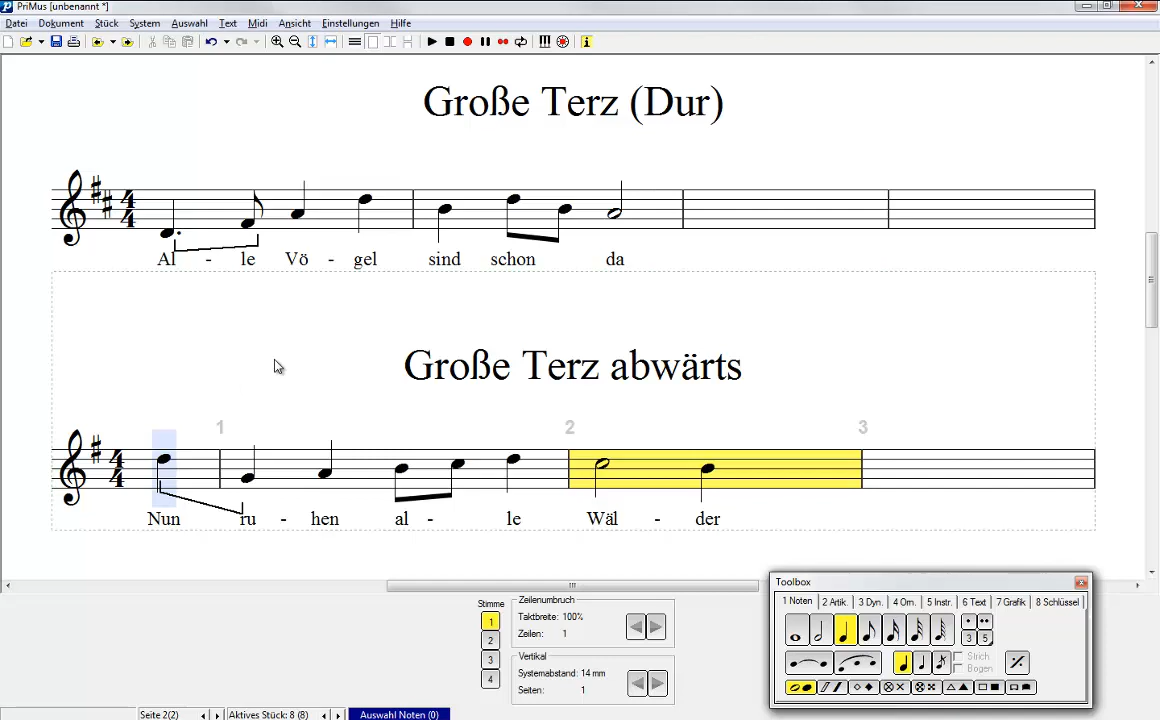 PriMus [unbenannt *]
Datei Dokument Stück System Auswahl Text Midi Ansicht Einstellungen Hilfe
Große Terz (Dur)
4
4
Al - le Vö - gel sind schon da
Große Terz abwärts
1 2 3
4
4
Nun ru - hen al - le Wäl - der
Toolbox
1 Noten 2 Artik. 3 Dyn. 4 Orn. 5 Instr. 6 Text 7 Grafik 8 Schlüssel
3 5
Strich
Bogen
Stimme
1
2
3
4
Zeilenumbruch
Taktbreite: 100%
Zeilen: 1
Vertikal
Systemabstand: 14 mm
Seiten: 1
Seite 2(2) Aktives Stück: 8 (8) Auswahl Noten (0)